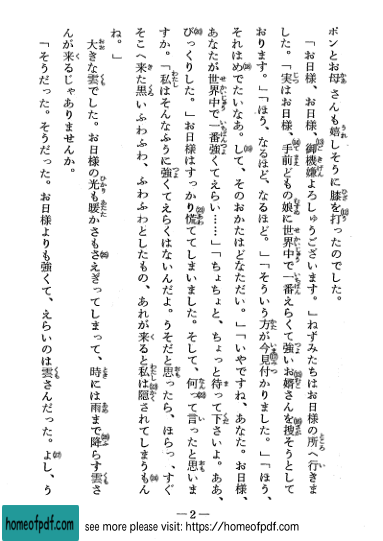 ポンとお母さんも嬉しそうに膝を打ったのでした。
「お日様、お日様、御機嫌よろしゅうございます。」ねずみたちはお日様の所へ行きま
した。「実はお日様、手前どもの娘に世界中で一番えらくて強いお婿さんを捜そうとして
おります。」「ほう、なるほど、なるほど。」「そういう方が今見付かりました。」「ほう、
それはめでたいなあ。して、そのおかたはどなただい。」「いやですね、あなた。お日様、
あなたが世界中で一番強くてえらい……」「ちょちょと、ちょっと待って下さいよ。ああ、
びっくりした。」お日様はすっかり慌ててしまいました。そして、何って言ったと思いま
すか。「私はそんなふうに強くてえらくはないんだよ。うそだと思ったら、ほらっ、すぐ
そこへ来た黒いふわふわ、ふわふわとしたもの、あれが来ると私は隠されてしまうもん
ね。」
大きな雲でした。お日様の光も暖かさもさえぎってしまって、時には雨まで降らす雲さ
んが来るじゃありませんか。
「そうだった。そうだった。お日様よりも強くて、えらいのは雲さんだった。よし、う
—2—
homeofpdf.com
see more please visit: https://homeofpdf.com